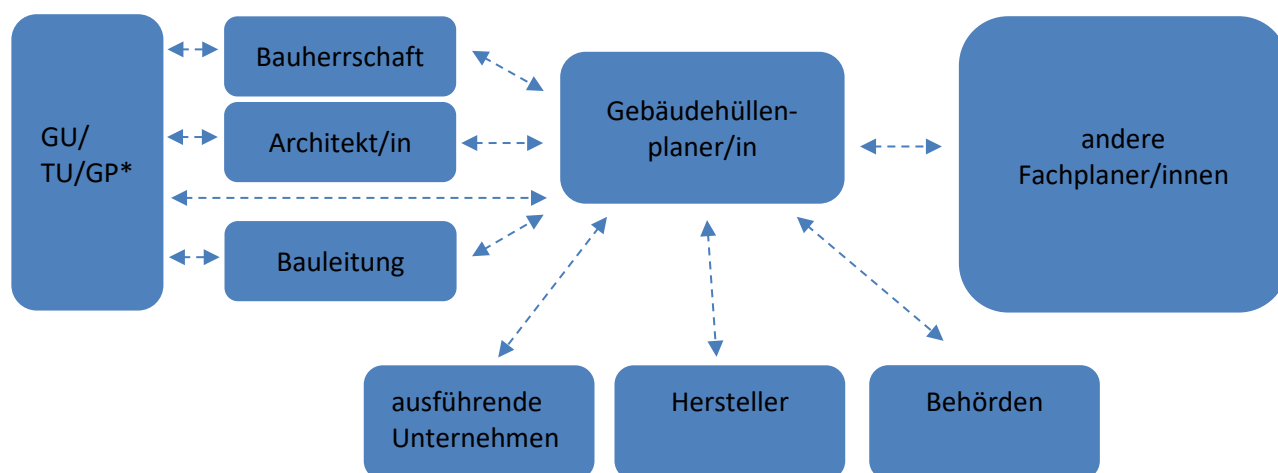 GU/
TU/GP*
Bauherrschaft
Architekt/in
Bauleitung
Gebäudehüllen-
planer/in
andere
Fachplaner/innen
ausführende
Unternehmen
Hersteller
Behörden